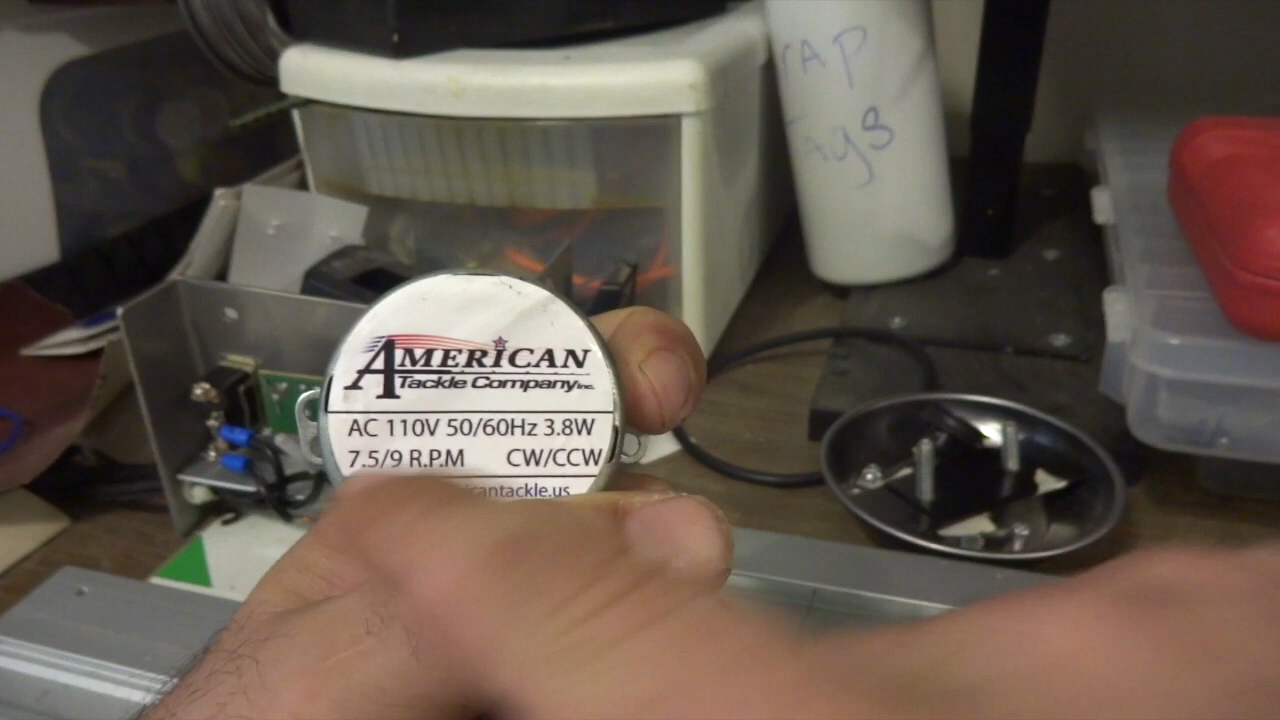 AMERICAN
Tackle Company Inc.
AC 110V 50/60Hz 3.8W
7.5/9 R.P.M CW/CCW
cantackle.us